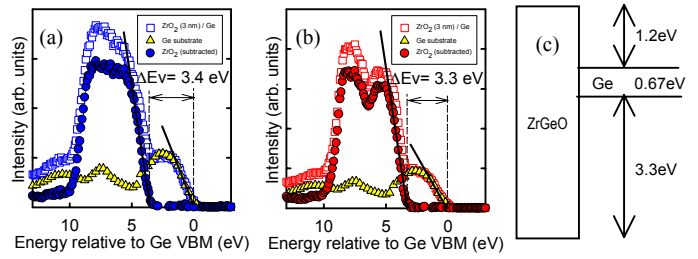 (a)
ZrO2 (3 nm) / Ge
Ge substrate
ZrO2 (subtracted)
ΔEv= 3.4 eV
Intensity (arb. units)
10 5 0
Energy relative to Ge VBM (eV)
(b)
ZrO2 (3 nm) / Ge
Ge substrate
ZrO2 (subtracted)
ΔEv= 3.3 eV
Intensity (arb. units)
10 5 0
Energy relative to Ge VBM (eV)
(c)
1.2eV
Ge 0.67eV
ZrGeO
3.3eV